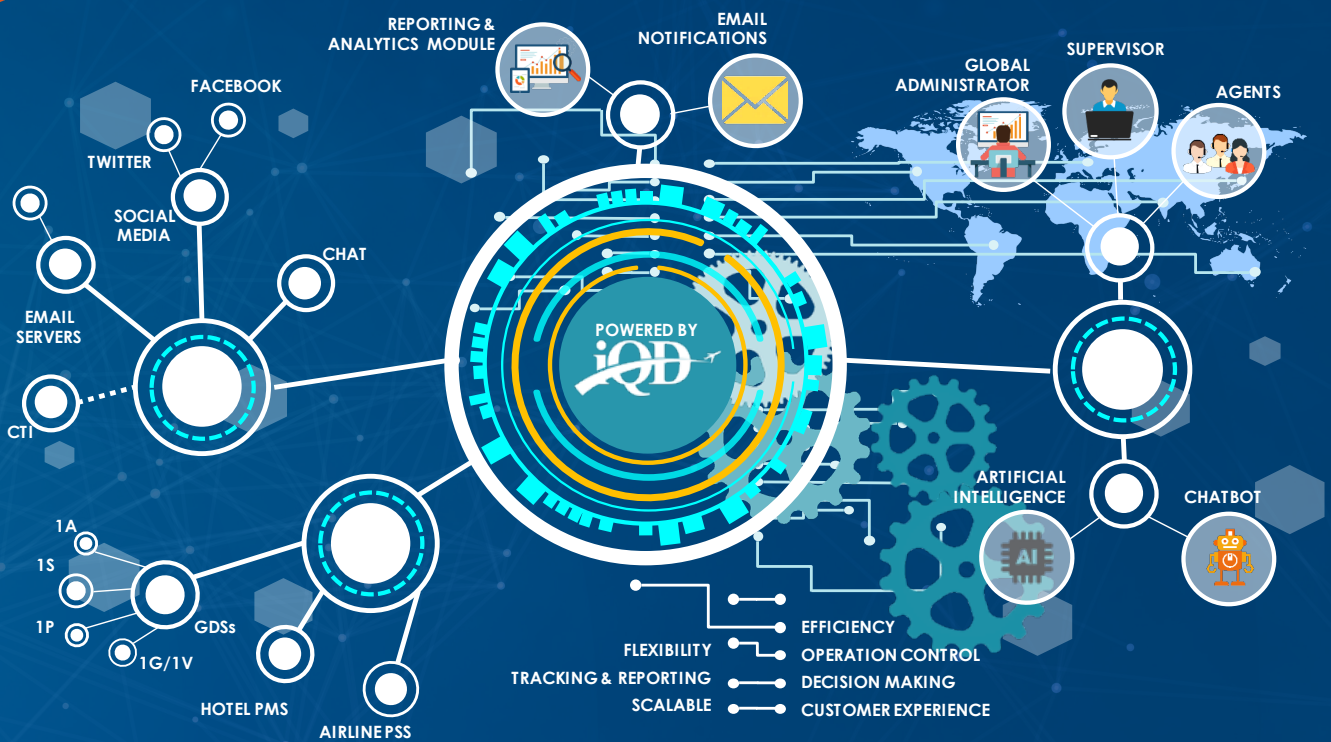 REPORTING &
ANALYTICS MODULE
EMAIL
NOTIFICATIONS
SUPERVISOR
GLOBAL
ADMINISTRATOR
AGENTS
FACEBOOK
TWITTER
SOCIAL
MEDIA
CHAT
EMAIL
SERVERS
CTI
POWERED BY
iQD
ARTIFICIAL
INTELLIGENCE
AI
CHATBOT
1A
1S
1P
1G/1V
GDSs
HOTEL PMS
AIRLINE PSS
FLEXIBILITY
TRACKING & REPORTING
SCALABLE
EFFICIENCY
OPERATION CONTROL
DECISION MAKING
CUSTOMER EXPERIENCE